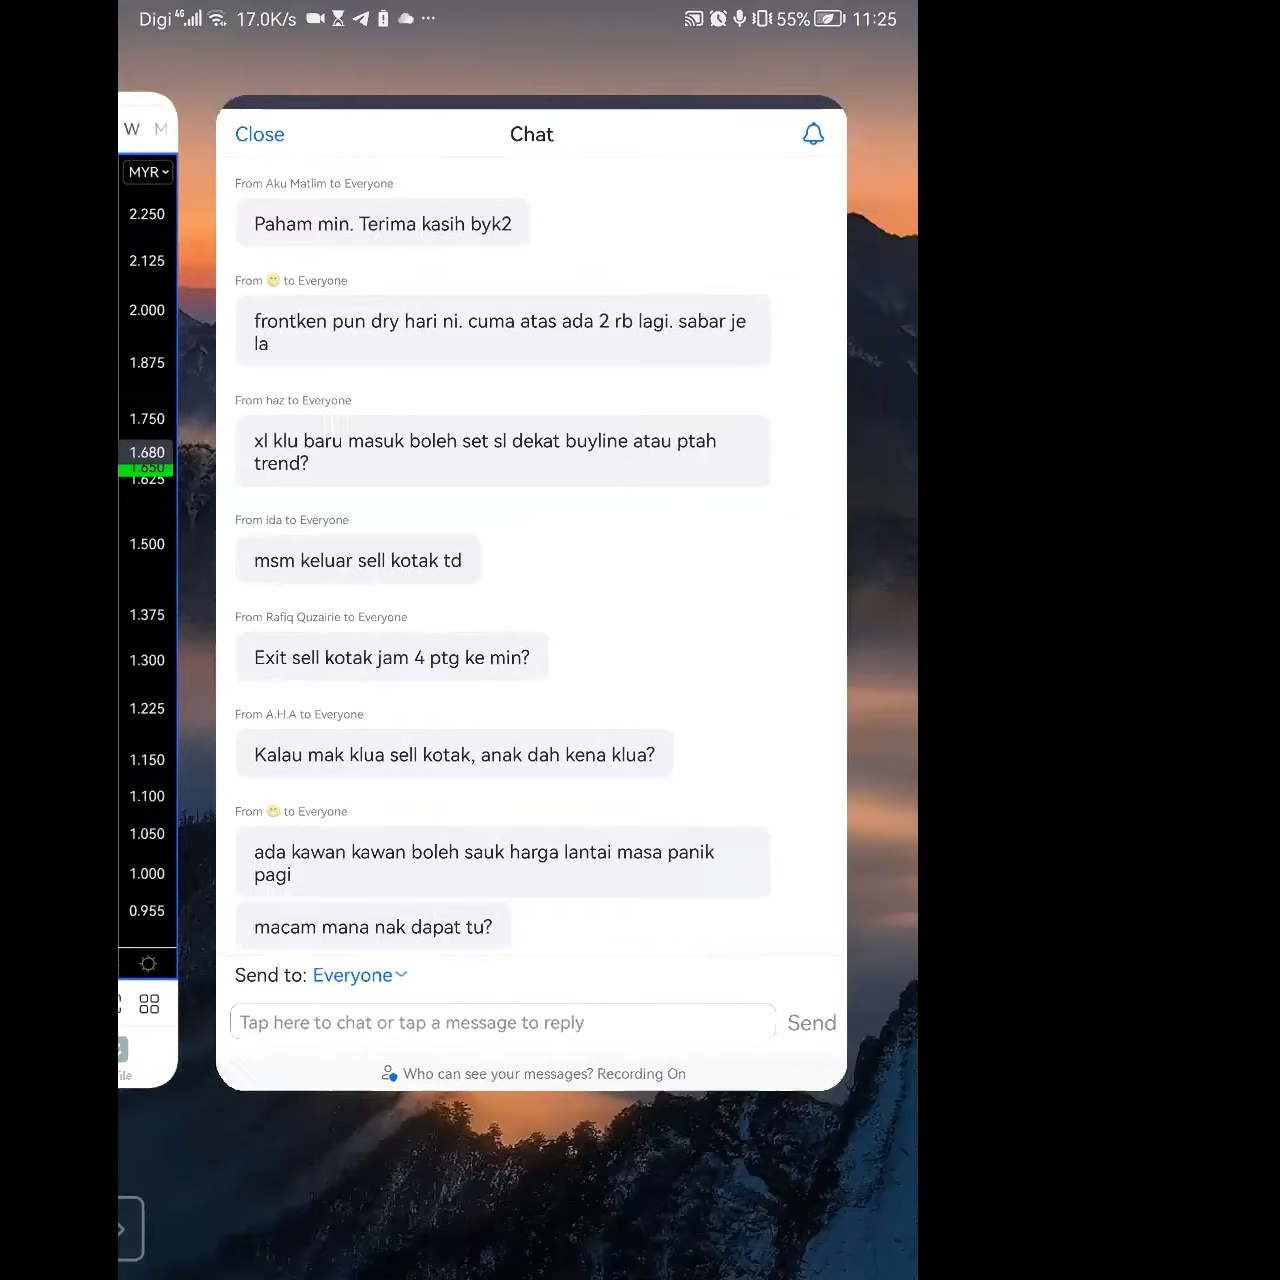 Digi 4G 17.0K/s ... 55% 11:25
W M
MYR
2.250
2.125
2.000
1.875
1.750
1.680
1.650
1.625
1.500
1.375
1.300
1.225
1.150
1.100
1.050
1.000
0.955
file
Close Chat
From Aku Matlim to Everyone
Paham min. Terima kasih byk2
From 😁 to Everyone
frontken pun dry hari ni. cuma atas ada 2 rb lagi. sabar je
la
From haz to Everyone
xl klu baru masuk boleh set sl dekat buyline atau ptah
trend?
From ida to Everyone
msm keluar sell kotak td
From Rafiq Quzairie to Everyone
Exit sell kotak jam 4 ptg ke min?
From A.H.A to Everyone
Kalau mak klua sell kotak, anak dah kena klua?
From 😁 to Everyone
ada kawan kawan boleh sauk harga lantai masa panik
pagi
macam mana nak dapat tu?
Send to: Everyone
Tap here to chat or tap a message to reply Send
Who can see your messages? Recording On